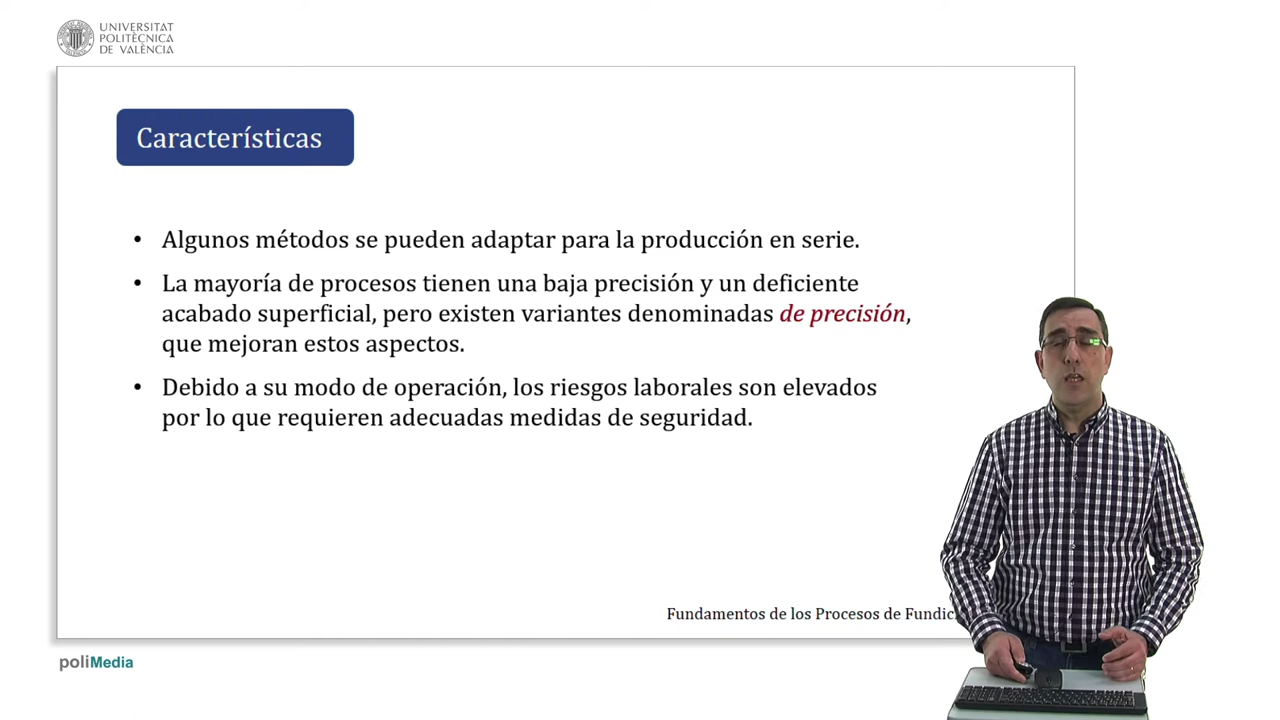 UNIVERSITAT
POLITÈCNICA
DE VALÈNCIA
Características
• Algunos métodos se pueden adaptar para la producción en serie.
• La mayoría de procesos tienen una baja precisión y un deficiente
acabado superficial, pero existen variantes denominadas de precisión,
que mejoran estos aspectos.
• Debido a su modo de operación, los riesgos laborales son elevados
por lo que requieren adecuadas medidas de seguridad.
Fundamentos de los Procesos de
poliMedia